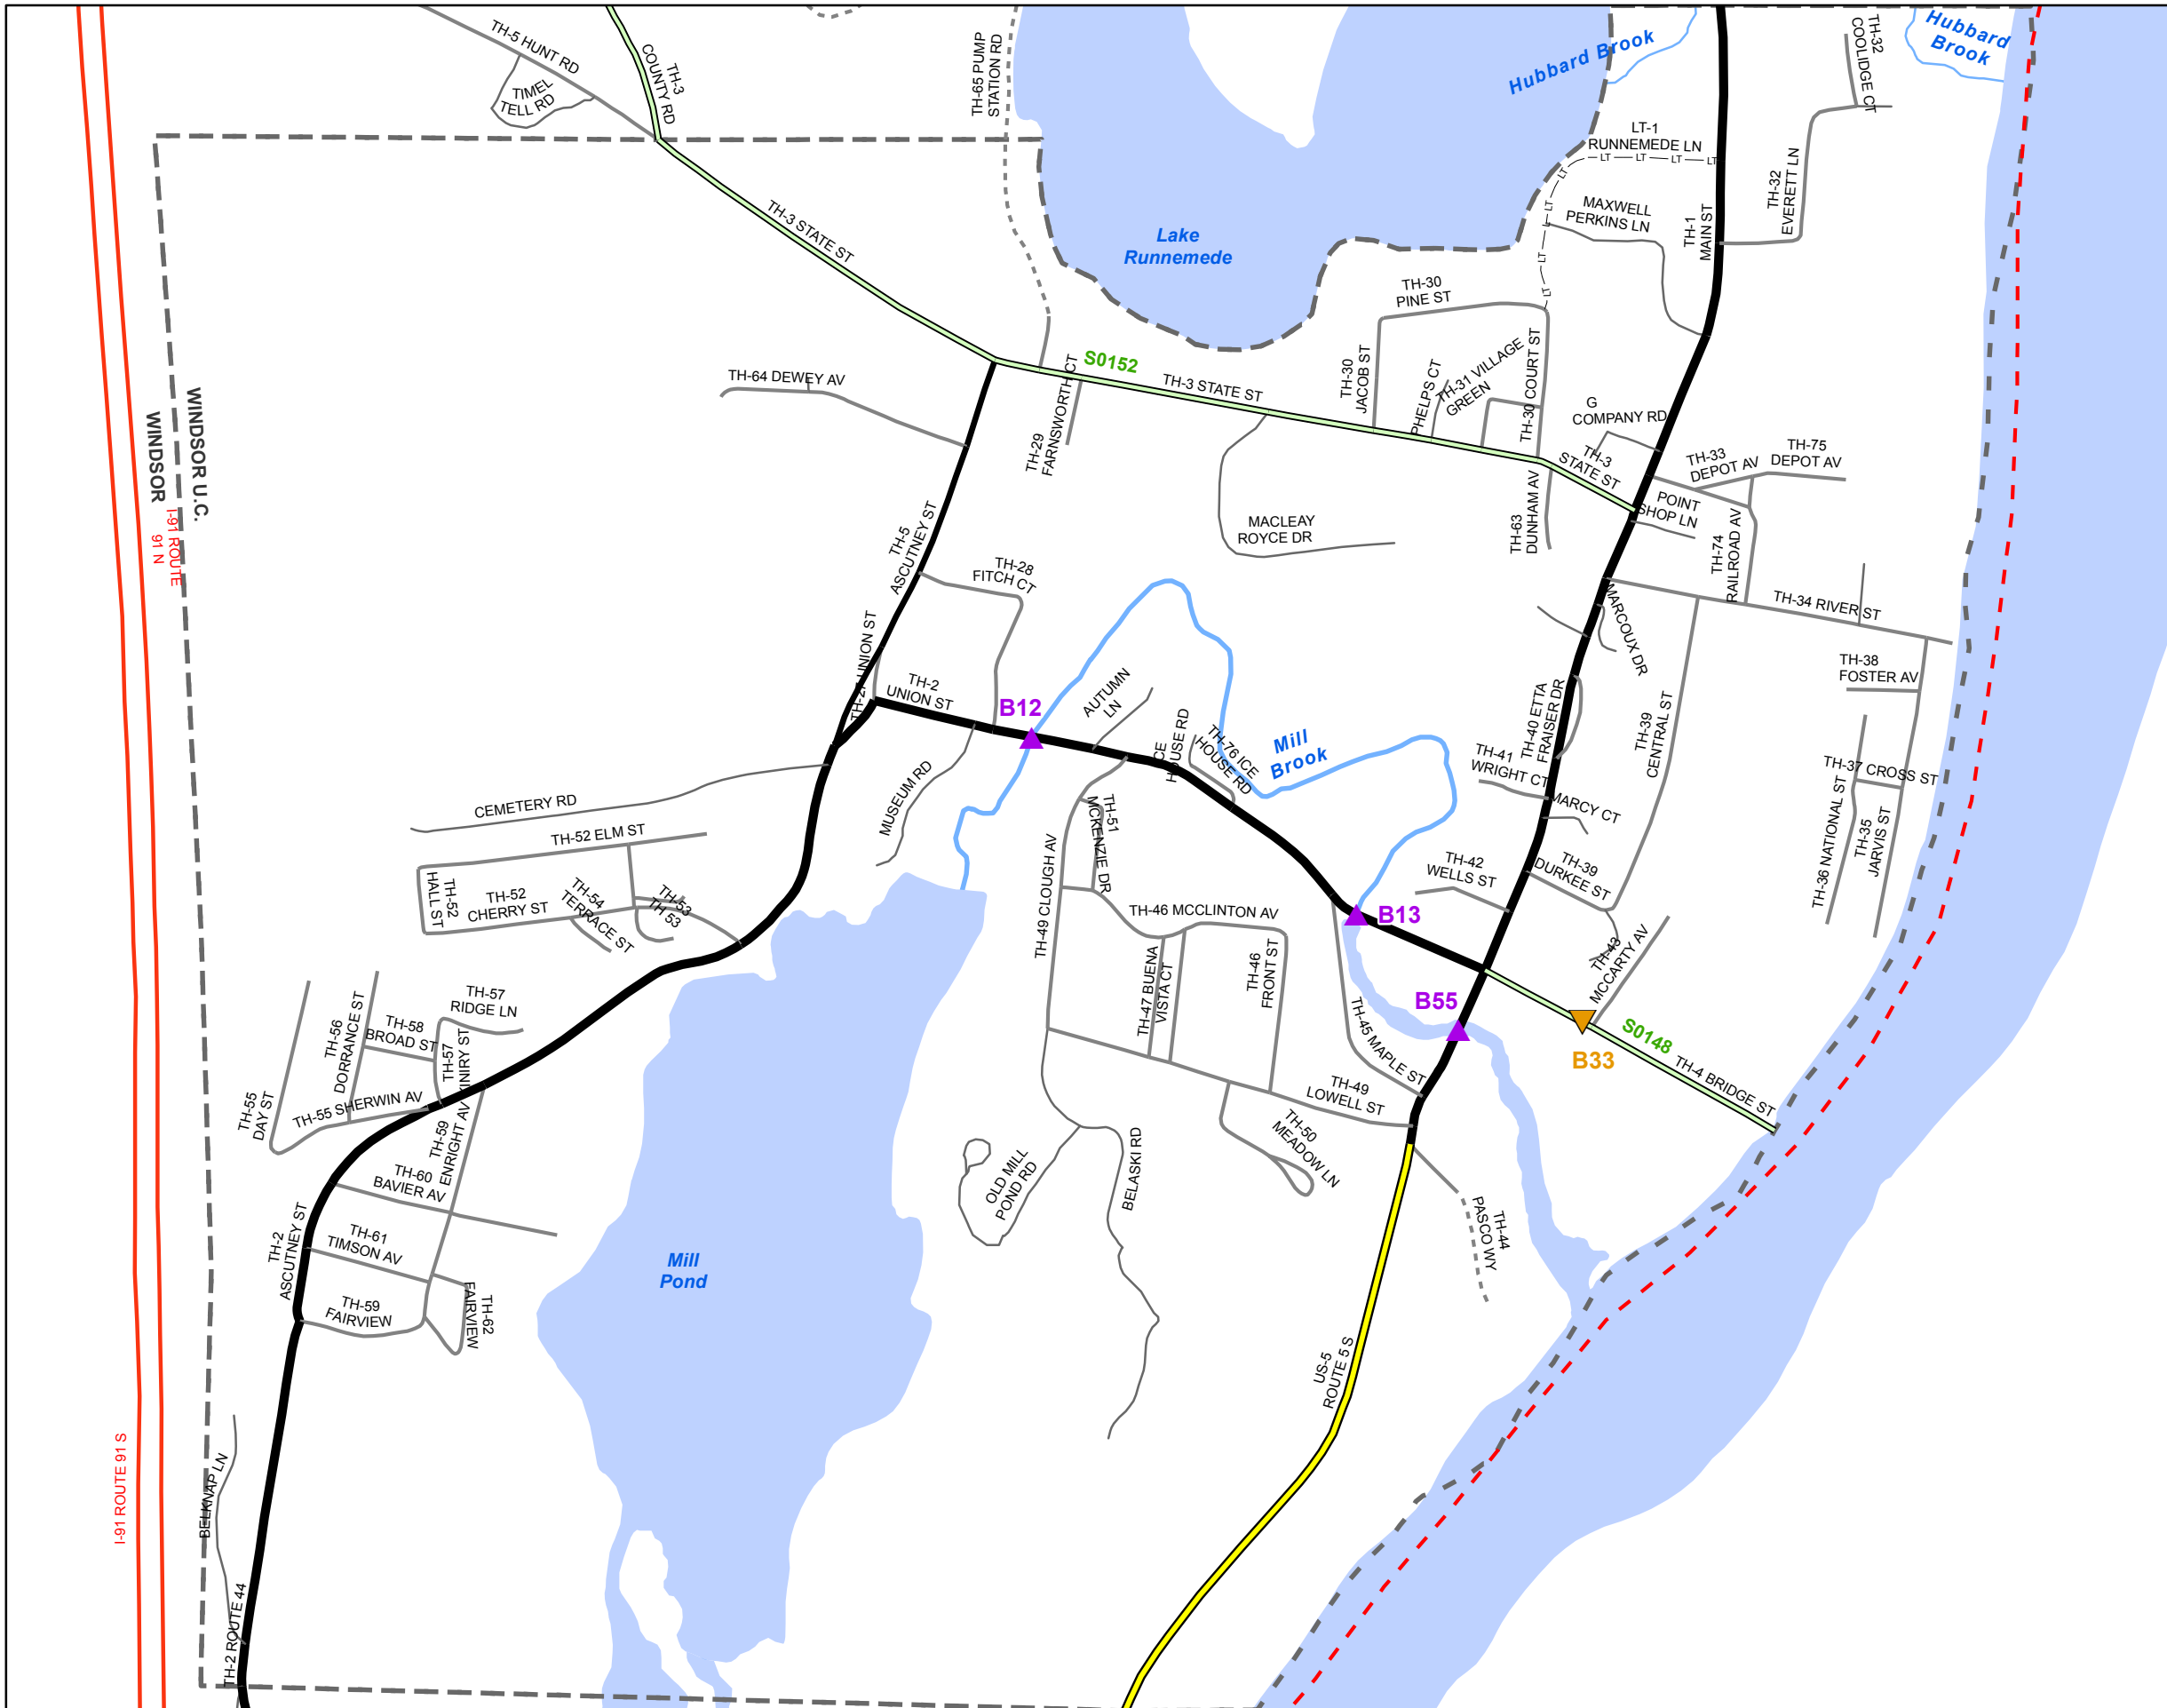 TH-5 HUNT RD
TIMEL
TELL RD
TH-3
COUNTY RD
TH-65 PUMP
STATION RD
Hubbard Brook
TH-32
COOLIDGE CT
Hubbard
Brook
LT-1
RUNNEMEDE LN
LT
LT
LT
LT
LT
LT
LT
LT
MAXWELL
PERKINS LN
TH-1
MAIN ST
TH-32
EVERETT LN
TH-3 STATE ST
Lake
Runnemede
TH-30
PINE ST
S0152
TH-3 STATE ST
TH-30
JACOB ST
PHELPS CT
TH-31 VILLAGE
GREEN
TH-30 COURT ST
G
COMPANY RD
TH-64 DEWEY AV
TH-29
FARNSWORTH CT
WINDSOR
WINDSOR U.C.
I-91 ROUTE
91 N
TH-3
STATE ST
TH-33
DEPOT AV
TH-75
DEPOT AV
POINT
SHOP LN
TH-63
DUNHAM AV
MACLEAY
ROYCE DR
TH-74
RAILROAD AV
TH-5
ASCUTNEY ST
TH-28
FITCH CT
TH-34 RIVER ST
MARCOUX DR
TH-27 UNION ST
TH-2
UNION ST
B12
AUTUMN
LN
ICE
HOUSE RD
TH-76 ICE
HOUSE RD
Mill
Brook
TH-40 ETTA
FRAISER DR
TH-39
CENTRAL ST
TH-38
FOSTER AV
TH-41
WRIGHT CT
MARCY CT
TH-37 CROSS ST
TH-36 NATIONAL ST
TH-35
JARVIS ST
CEMETERY RD
MUSEUM RD
TH-52 ELM ST
TH-52
HALL ST
TH-52
CHERRY ST
TH-54
TERRACE ST
TH-53
TH 53
TH-51
MCKENZIE DR
TH-49 CLOUGH AV
TH-46 MCCLINTON AV
TH-42
WELLS ST
TH-39
DURKEE ST
B13
TH-43
MCCARTY AV
TH-47 BUENA
VISTA CT
TH-46
FRONT ST
TH-45 MAPLE ST
B55
B33
S0148
TH-4 BRIDGE ST
TH-57
RIDGE LN
TH-56
DORRANCE ST
TH-58
BROAD ST
TH-57
KINIRY ST
TH-55
DAY ST
TH-55 SHERWIN AV
TH-59
ENRIGHT AV
TH-49
LOWELL ST
TH-50
MEADOW LN
OLD MILL
POND RD
BELASKI RD
TH-60
BAVIER AV
TH-44
PASCO WY
TH-2
ASCUTNEY ST
TH-61
TIMSON AV
Mill
Pond
TH-59
FAIRVIEW
TH-62
FAIRVIEW
US-5
ROUTE 5 S
I-91 ROUTE 91 S
BELKNAP LN
TH-2 ROUTE 44